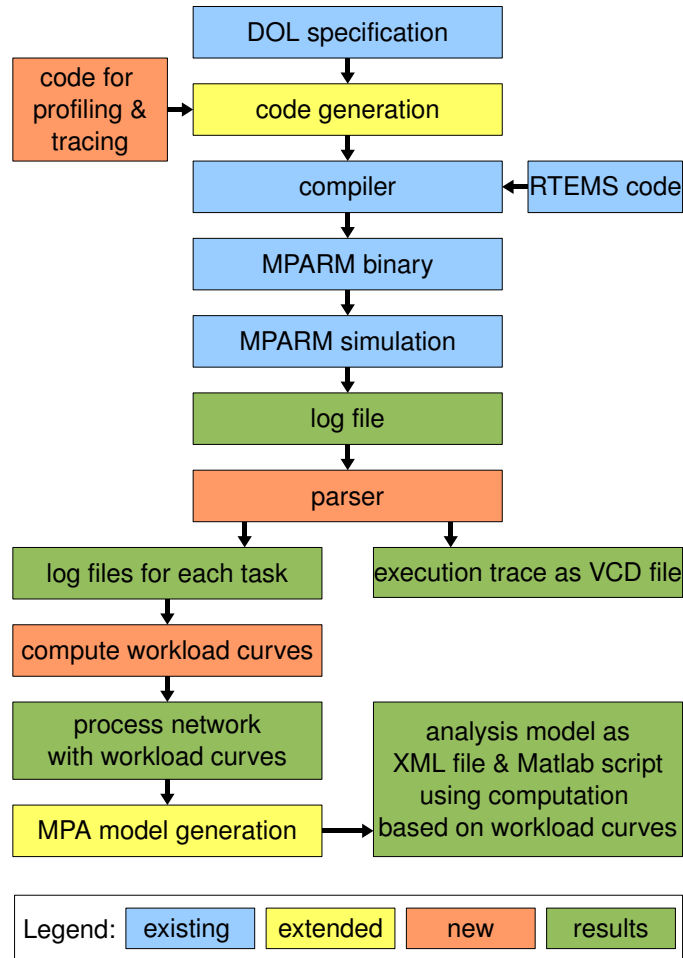 DOL specification
code for
profiling &
tracing
code generation
compiler
RTEMS code
MPARM binary
MPARM simulation
log file
parser
log files for each task
execution trace as VCD file
compute workload curves
process network
with workload curves
analysis model as
XML file & Matlab script
using computation
based on workload curves
MPA model generation
Legend: existing extended new results